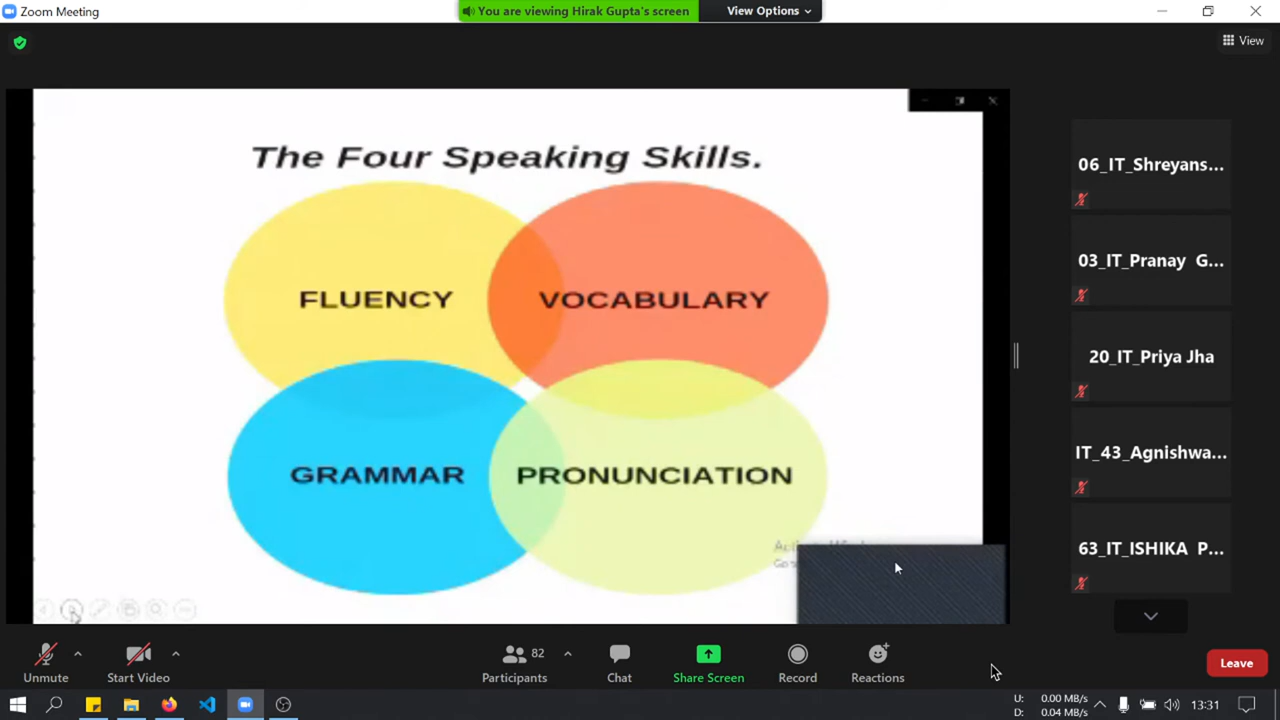 Zoom Meeting
You are viewing Hirak Gupta's screen
View Options
View
The Four Speaking Skills.
FLUENCY
VOCABULARY
GRAMMAR
PRONUNCIATION
06_IT_Shreyans...
03_IT_Pranay G...
20_IT_Priya Jha
IT_43_Agnishwa...
63_IT_ISHIKA P...
Unmute
Start Video
82
Participants
Chat
Share Screen
Record
Reactions
Leave
U: 0.00 MB/s
D: 0.04 MB/s
13:31